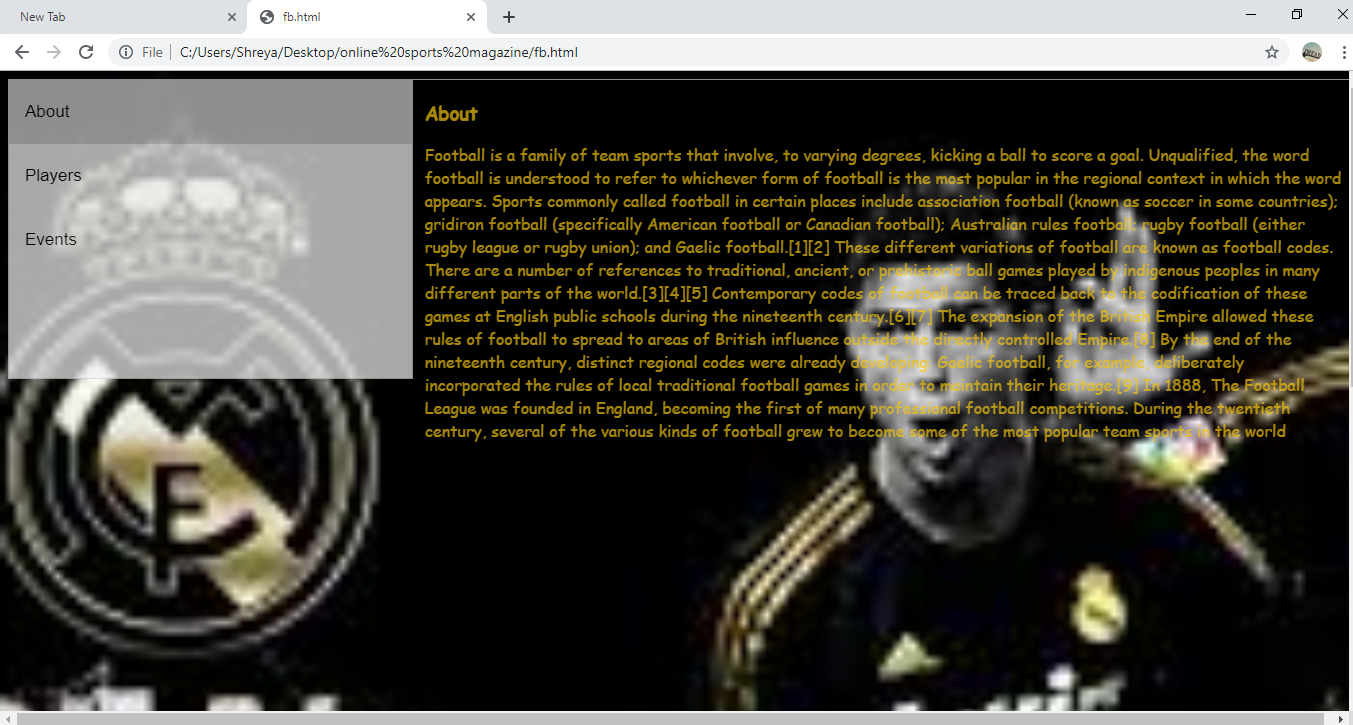 New Tab
fb.html
File
C:/Users/Shreya/Desktop/online%20sports%20magazine/fb.html
About
Players
Events
About
Football is a family of team sports that involve, to varying degrees, kicking a ball to score a goal. Unqualified, the word
football is understood to refer to whichever form of football is the most popular in the regional context in which the word
appears. Sports commonly called football in certain places include association football (known as soccer in some countries);
gridiron football (specifically American football or Canadian football); Australian rules football; rugby football (either
rugby league or rugby union); and Gaelic football.[1][2] These different variations of football are known as football codes.
There are a number of references to traditional, ancient, or prehistoric ball games played by indigenous peoples in many
different parts of the world.[3][4][5] Contemporary codes of football can be traced back to the codification of these
games at English public schools during the nineteenth century.[6][7] The expansion of the British Empire allowed these
rules of football to spread to areas of British influence outside the directly controlled Empire.[8] By the end of the
nineteenth century, distinct regional codes were already developing: Gaelic football, for example, deliberately
incorporated the rules of local traditional football games in order to maintain their heritage.[9] In 1888, The Football
League was founded in England, becoming the first of many professional football competitions. During the twentieth
century, several of the various kinds of football grew to become some of the most popular team sports in the world